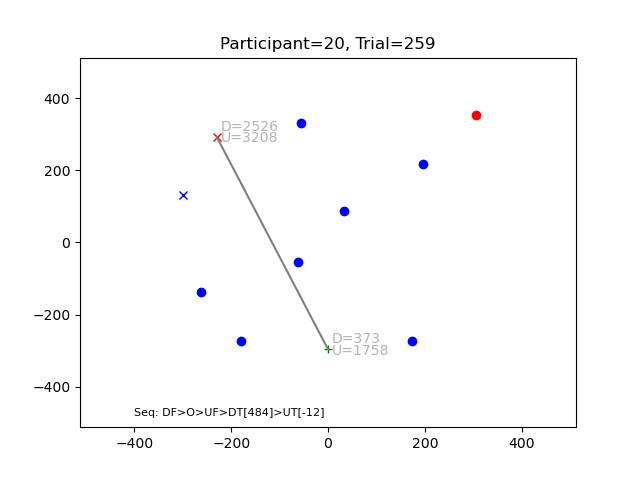 Participant=20, Trial=259
400
200
0
−200
−400
D=2526
U=3208
D=373
U=1758
Seq: DF>O>UF>DT[484]>UT[-12]
−400 −200 0 200 400